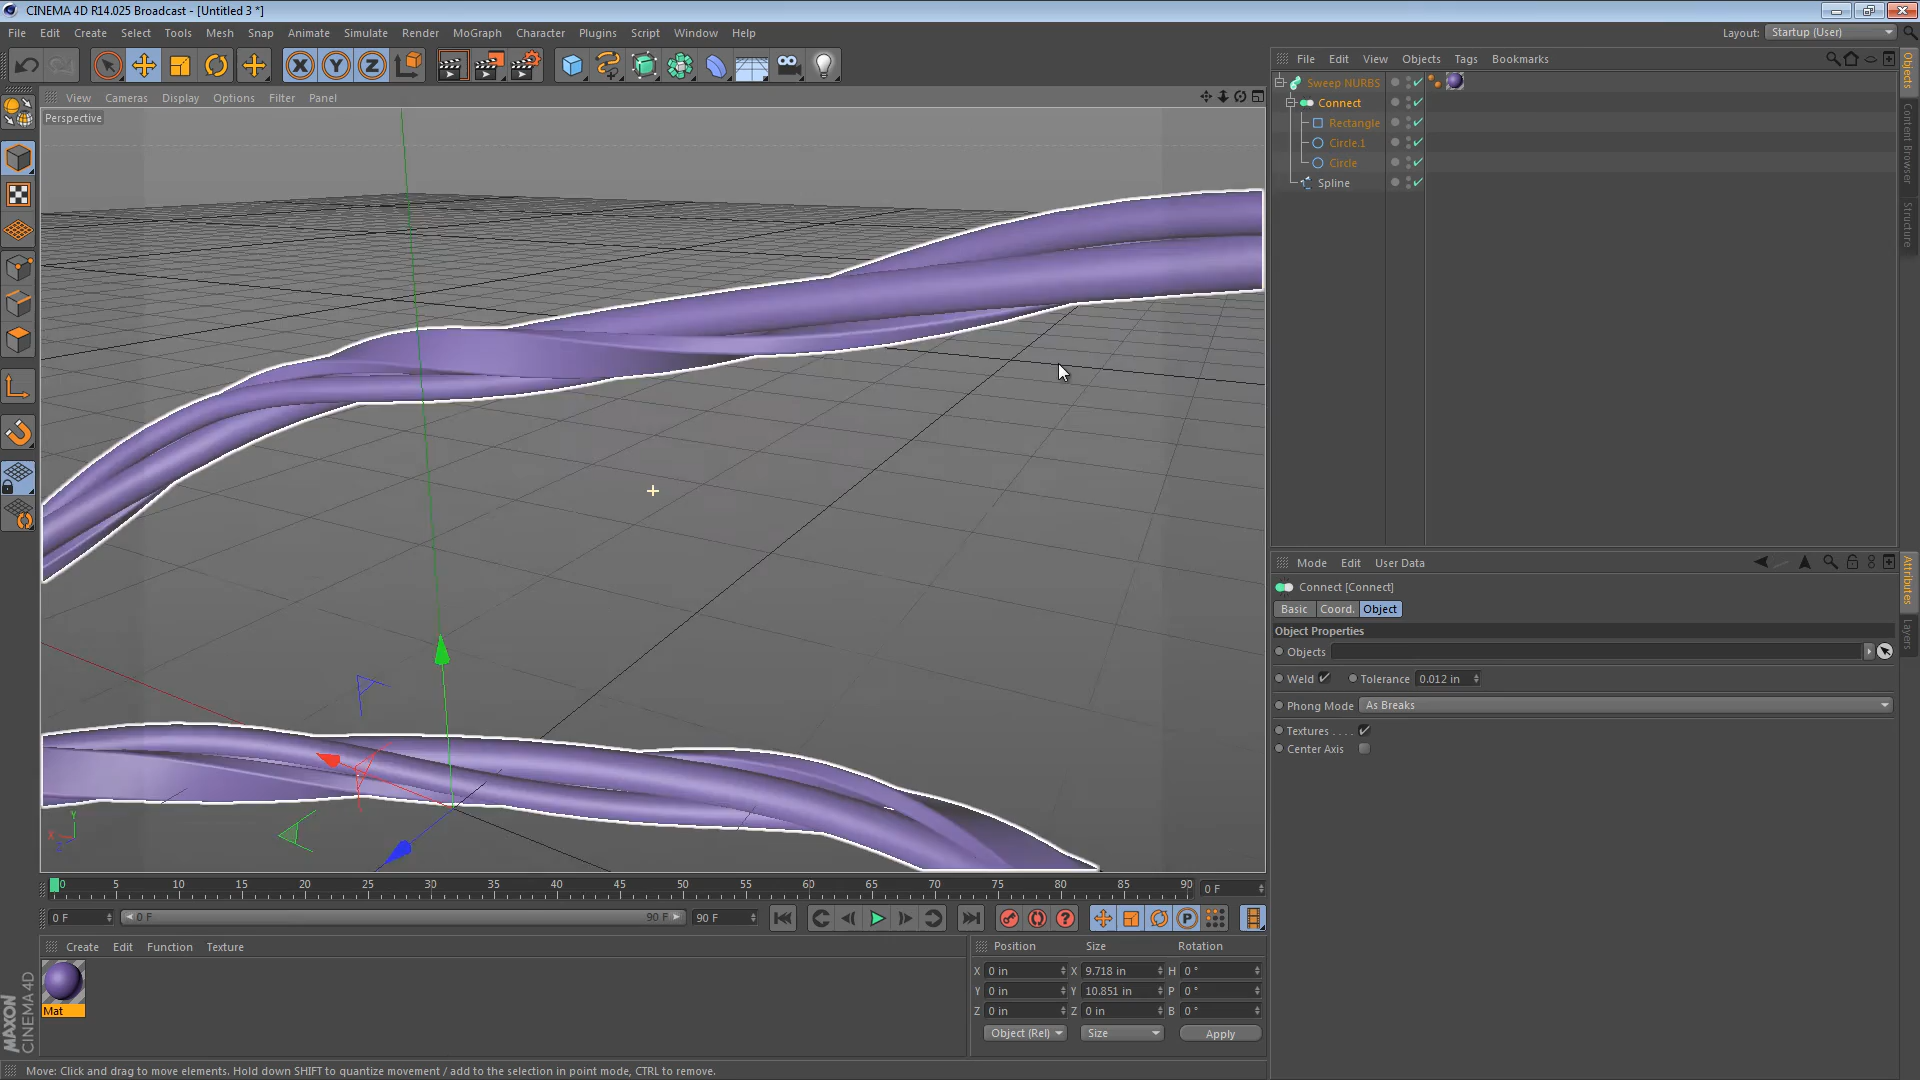 CINEMA 4D R14.025 Broadcast - [Untitled 3 *]
File Edit Create Select Tools Mesh Snap Animate Simulate Render MoGraph Character Plugins Script Window Help
Layout: Startup (User)
X Y Z
File Edit View Objects Tags Bookmarks
View Cameras Display Options Filter Panel
Perspective
Sweep NURBS
Connect
Rectangle
Circle.1
Circle
Spline
Objects
Content Browser
Structure
Mode Edit User Data
Connect [Connect]
Basic Coord. Object
Object Properties
Objects
Weld Tolerance 0.012 in
Phong Mode As Breaks
Textures . . . .
Center Axis
Attributes
Layers
Y
X
Z
0 5 10 15 20 25 30 35 40 45 50 55 60 65 70 75 80 85 90 0 F
0 F 0 F 90 F 90 F
P
Create Edit Function Texture
Mat
MAXON
CINEMA 4D
Position Size Rotation
X 0 in X 9.718 in H 0 °
Y 0 in Y 10.851 in P 0 °
Z 0 in Z 0 in B 0 °
Object (Rel) Size Apply
Move: Click and drag to move elements. Hold down SHIFT to quantize movement / add to the selection in point mode, CTRL to remove.